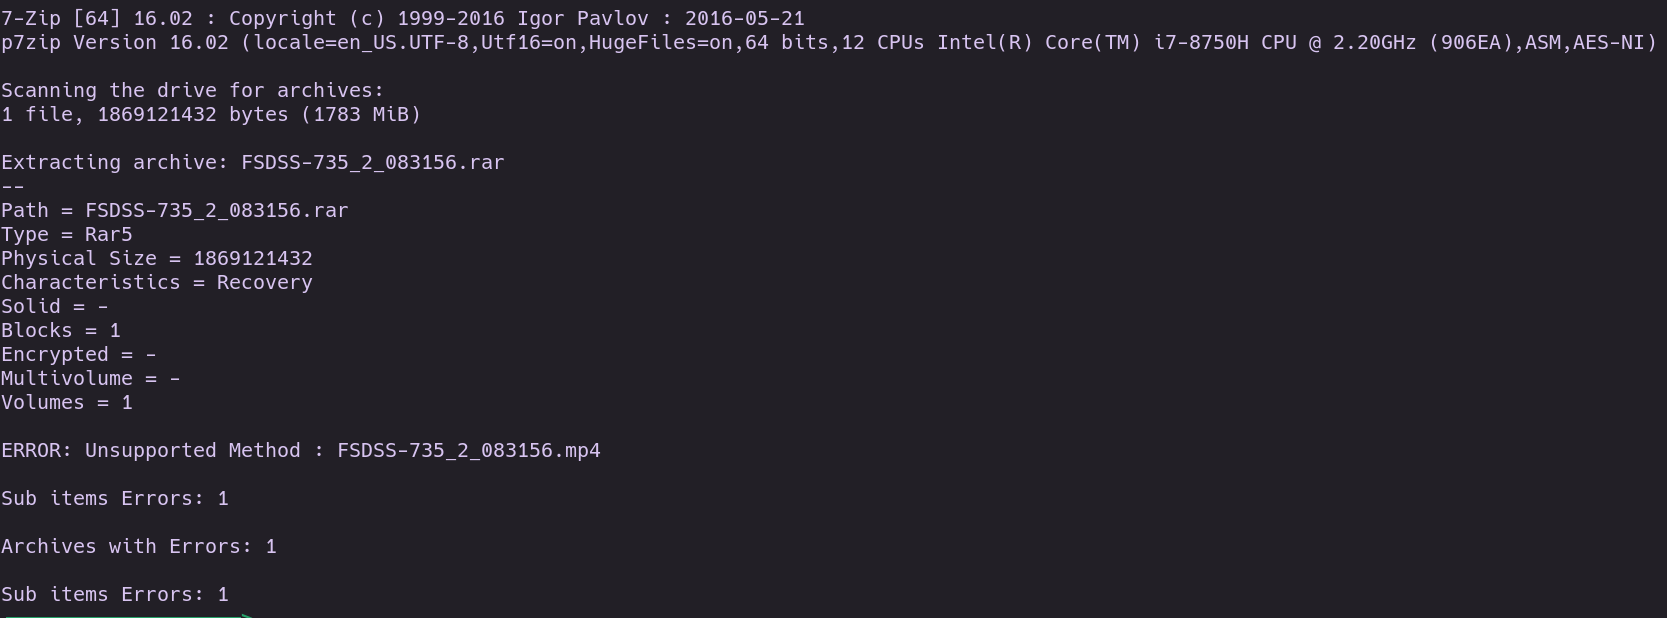 7-Zip [64] 16.02 : Copyright (c) 1999-2016 Igor Pavlov : 2016-05-21
p7zip Version 16.02 (locale=en_US.UTF-8,Utf16=on,HugeFiles=on,64 bits,12 CPUs Intel(R) Core(TM) i7-8750H CPU @ 2.20GHz (906EA),ASM,AES-NI)
Scanning the drive for archives:
1 file, 1869121432 bytes (1783 MiB)
Extracting archive: FSDSS-735_2_083156.rar
--
Path = FSDSS-735_2_083156.rar
Type = Rar5
Physical Size = 1869121432
Characteristics = Recovery
Solid = -
Blocks = 1
Encrypted = -
Multivolume = -
Volumes = 1
ERROR: Unsupported Method : FSDSS-735_2_083156.mp4
Sub items Errors: 1
Archives with Errors: 1
Sub items Errors: 1